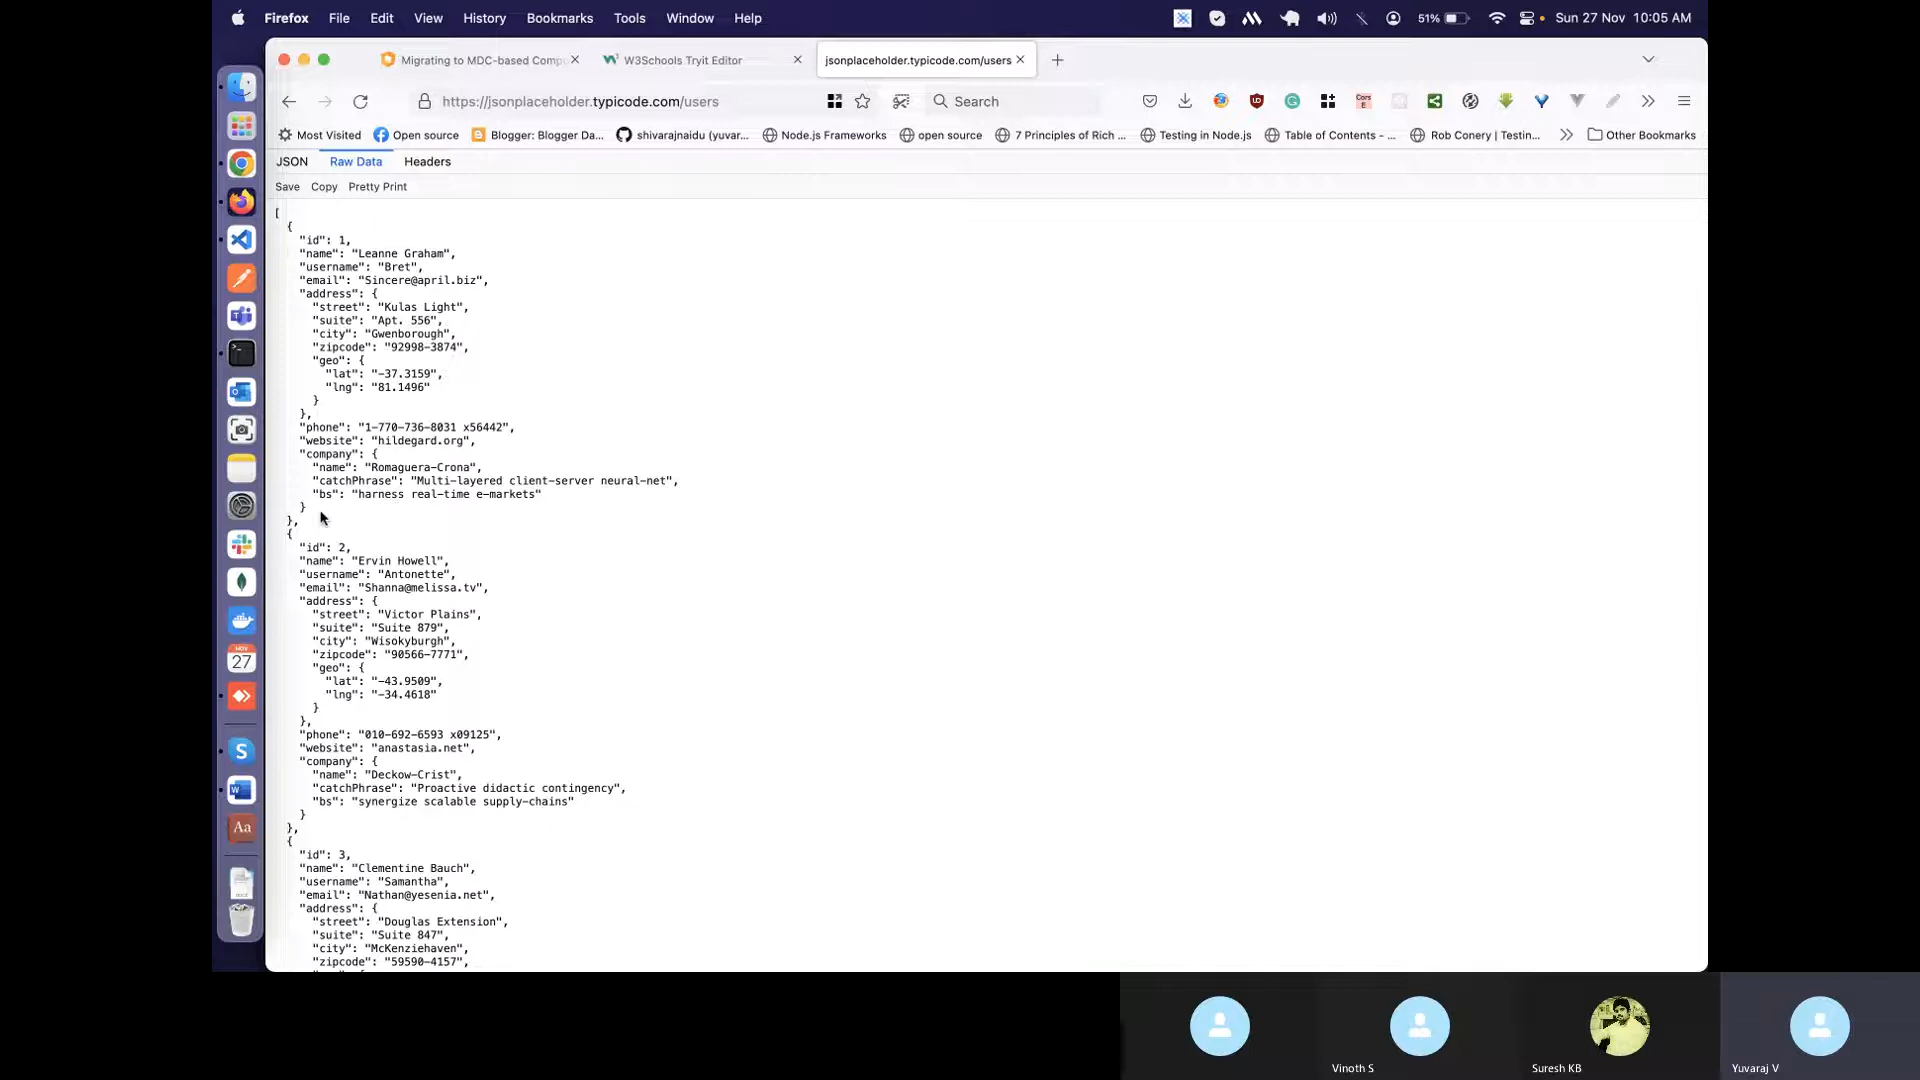 Firefox File Edit View History Bookmarks Tools Window Help 51% Sun 27 Nov 10:05 AM
Migrating to MDC-based Comp W3Schools Tryit Editor jsonplaceholder.typicode.com/users
https://jsonplaceholder.typicode.com/users Search
Most Visited Open source Blogger: Blogger Da... shivarajnaidu (yuvar... Node.js Frameworks open source 7 Principles of Rich ... Testing in Node.js Table of Contents - ... Rob Conery | Testin... Other Bookmarks
JSON Raw Data Headers
Save Copy Pretty Print
[
{
"id": 1,
"name": "Leanne Graham",
"username": "Bret",
"email": "Sincere@april.biz",
"address": {
"street": "Kulas Light",
"suite": "Apt. 556",
"city": "Gwenborough",
"zipcode": "92998-3874",
"geo": {
"lat": "-37.3159",
"lng": "81.1496"
}
},
"phone": "1-770-736-8031 x56442",
"website": "hildegard.org",
"company": {
"name": "Romaguera-Crona",
"catchPhrase": "Multi-layered client-server neural-net",
"bs": "harness real-time e-markets"
}
},
{
"id": 2,
"name": "Ervin Howell",
"username": "Antonette",
"email": "Shanna@melissa.tv",
"address": {
"street": "Victor Plains",
"suite": "Suite 879",
"city": "Wisokyburgh",
"zipcode": "90566-7771",
"geo": {
"lat": "-43.9509",
"lng": "-34.4618"
}
},
"phone": "010-692-6593 x09125",
"website": "anastasia.net",
"company": {
"name": "Deckow-Crist",
"catchPhrase": "Proactive didactic contingency",
"bs": "synergize scalable supply-chains"
}
},
{
"id": 3,
"name": "Clementine Bauch",
"username": "Samantha",
"email": "Nathan@yesenia.net",
"address": {
"street": "Douglas Extension",
"suite": "Suite 847",
"city": "McKenziehaven",
"zipcode": "59590-4157",
NOV
27
Aa
Vinoth S Suresh KB Yuvaraj V